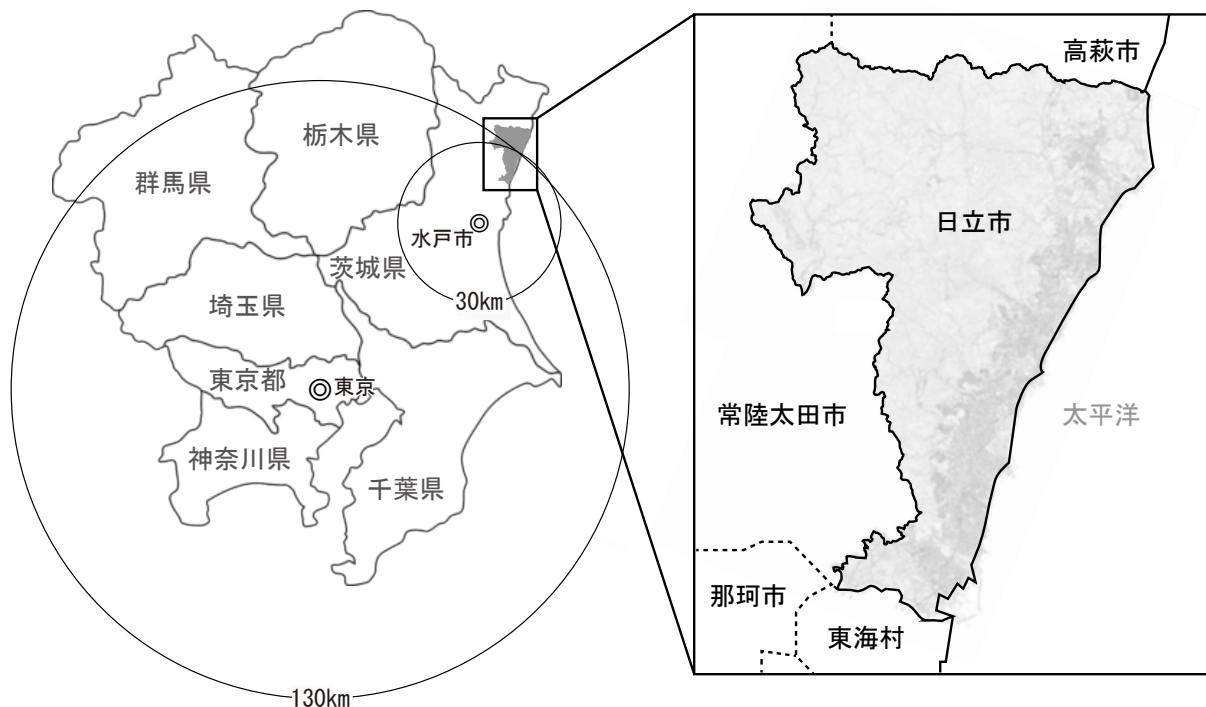 栃木県
群馬県
水戸市
茨城県
30km
埼玉県
東京都
東京
神奈川県
千葉県
130km
高萩市
日立市
常陸太田市
太平洋
那珂市
東海村